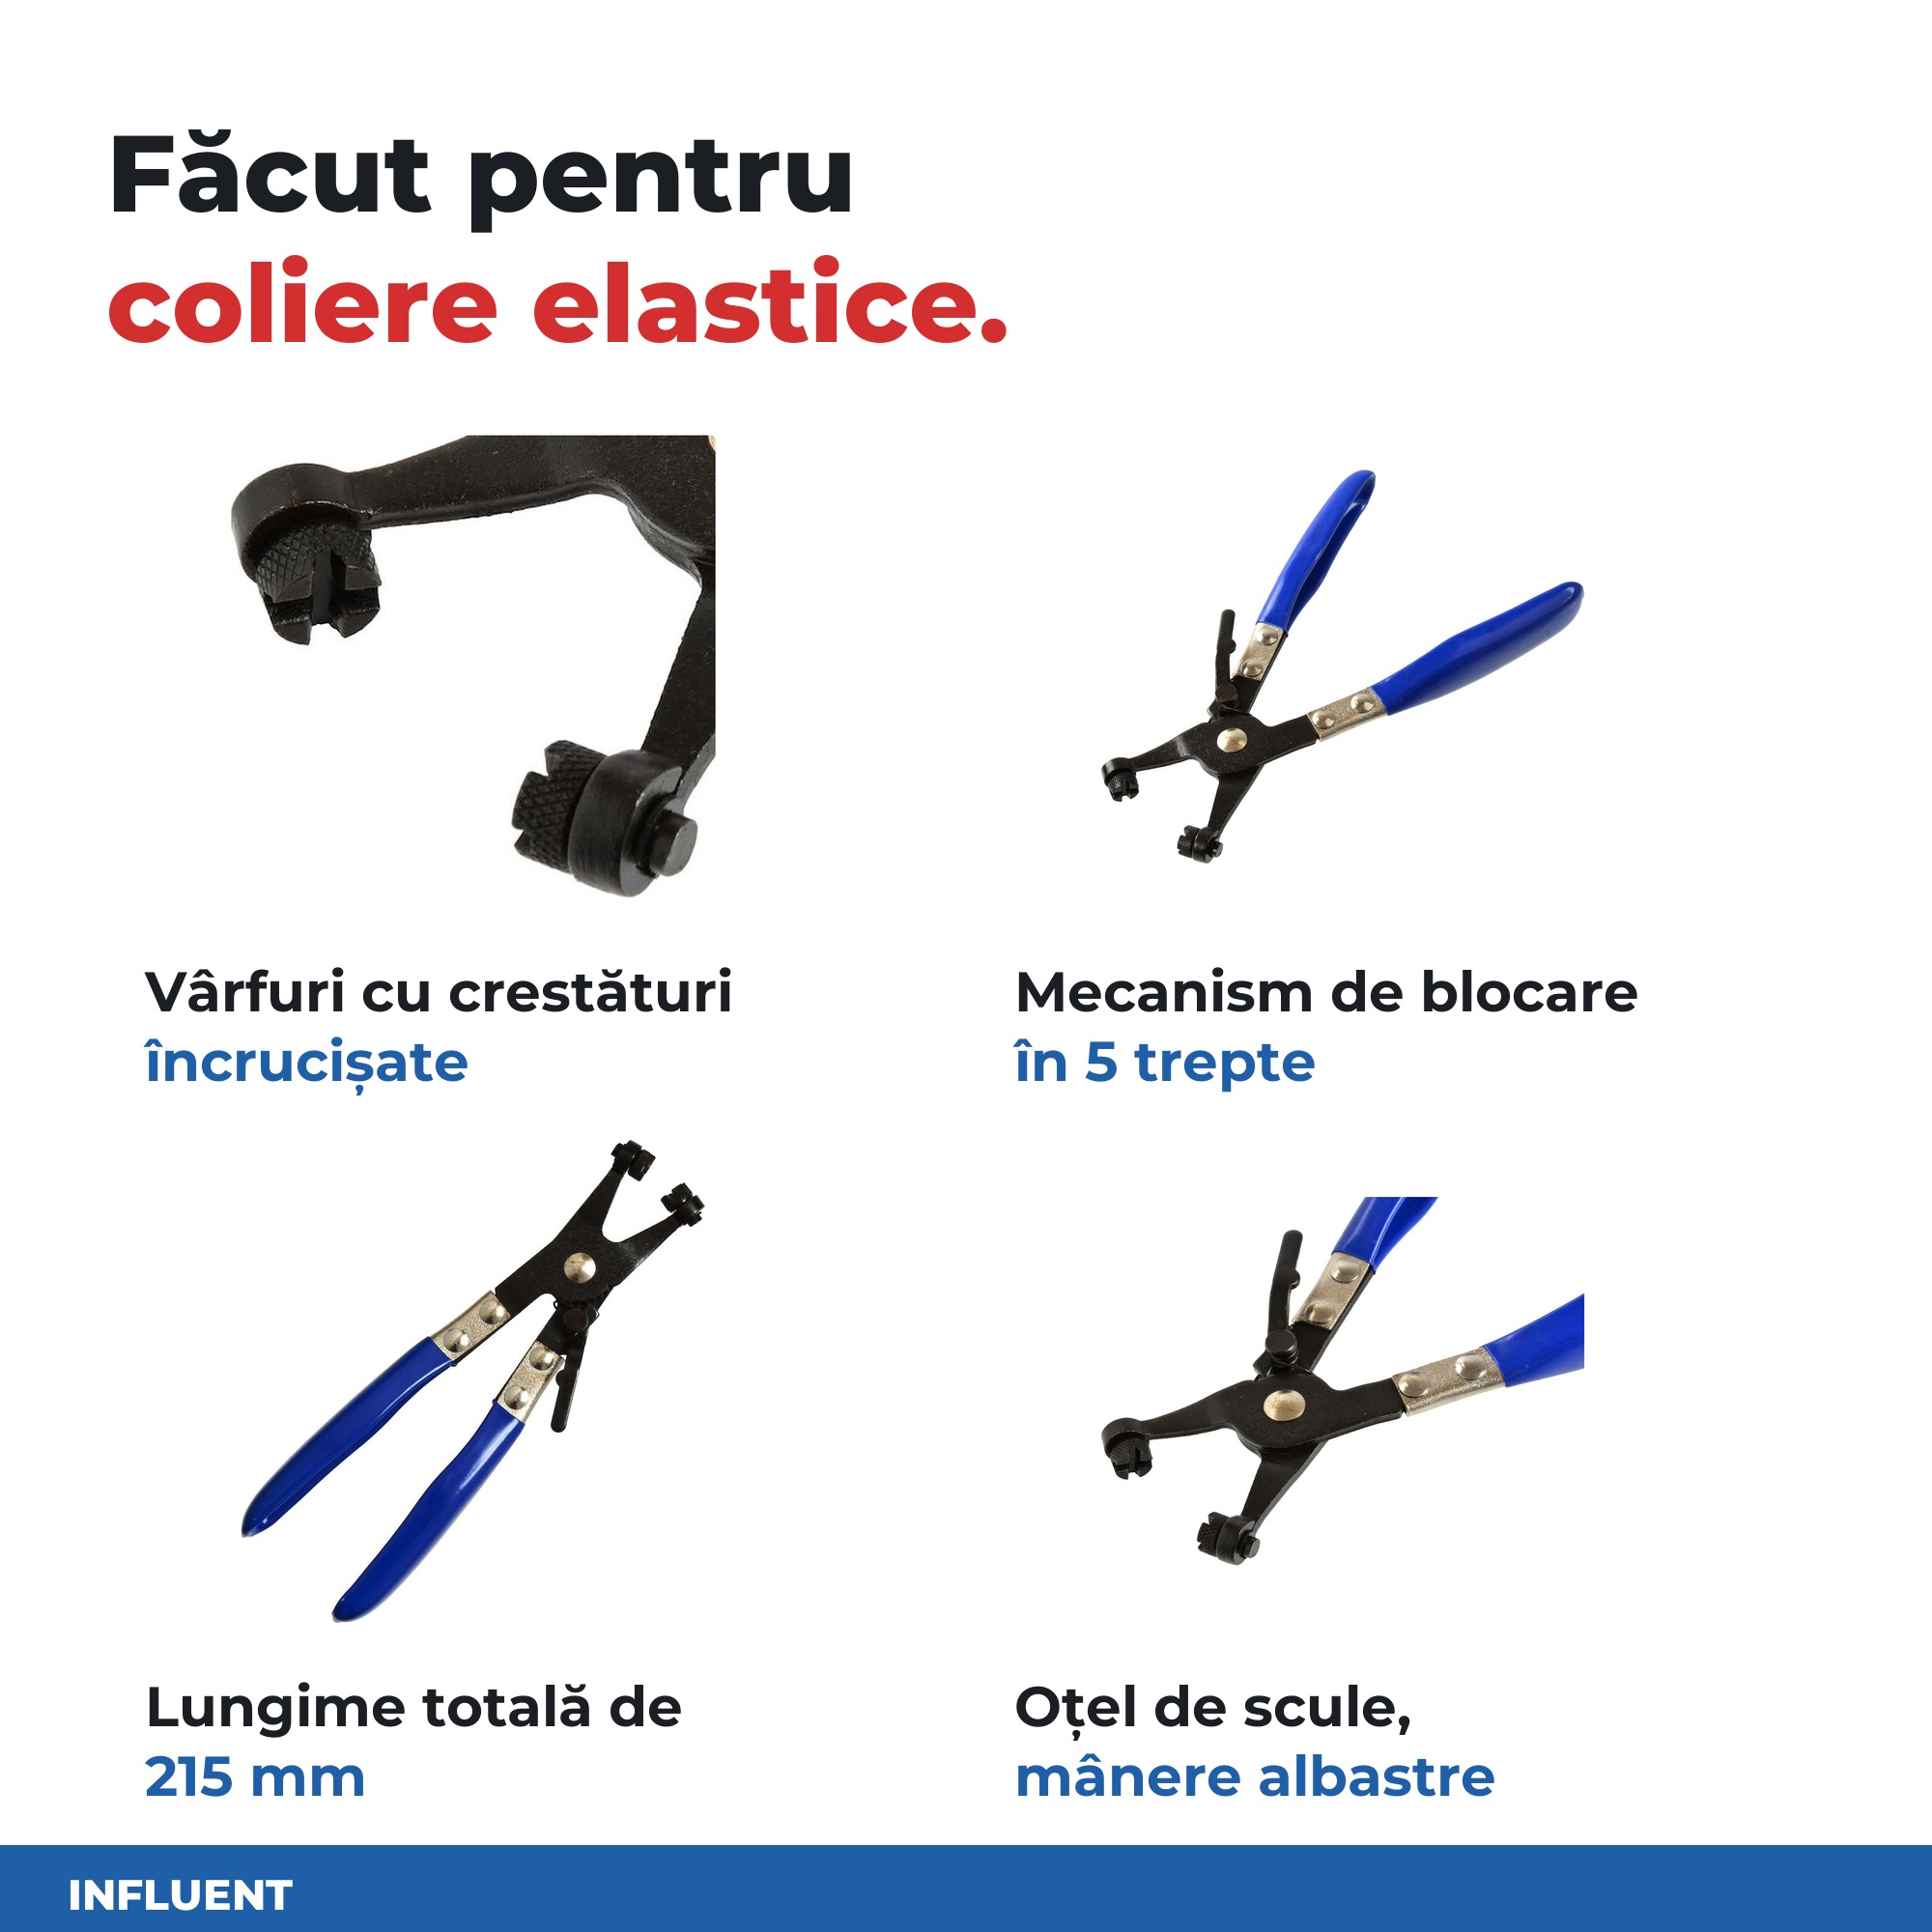 Făcut pentru
coliere elastice.
Vârfuri cu crestături
încrucișate
Mecanism de blocare
în 5 trepte
Lungime totală de
215 mm
Oțel de scule,
mânere albastre
INFLUENT